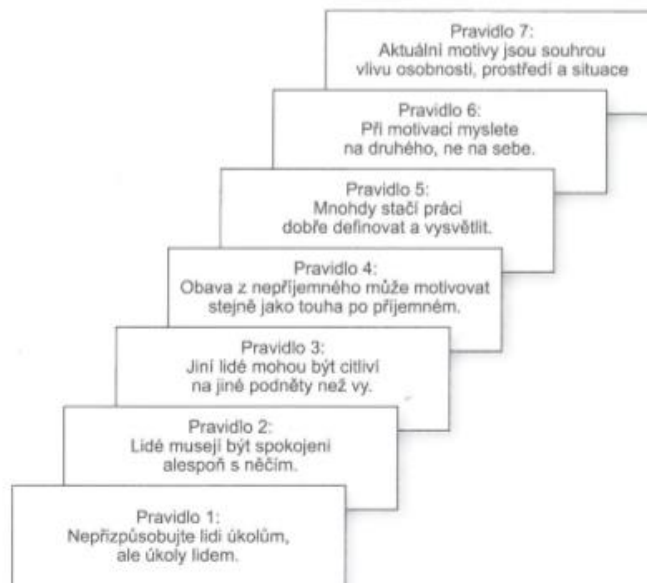 Pravidlo 7:
Aktuální motivy jsou souhrou
vlivu osobnosti, prostředí a situace
Pravidlo 6:
Při motivaci myslete
na druhého, ne na sebe.
Pravidlo 5:
Mnohdy stačí práci
dobře definovat a vysvětlit.
Pravidlo 4:
Obava z nepříjemného může motivovat
stejně jako touha po příjemném.
Pravidlo 3:
Jiní lidé mohou být citliví
na jiné podněty než vy.
Pravidlo 2:
Lidé musejí být spokojeni
alespoň s něčím.
Pravidlo 1:
Nepřizpůsobujte lidi úkolům,
ale úkoly lidem.